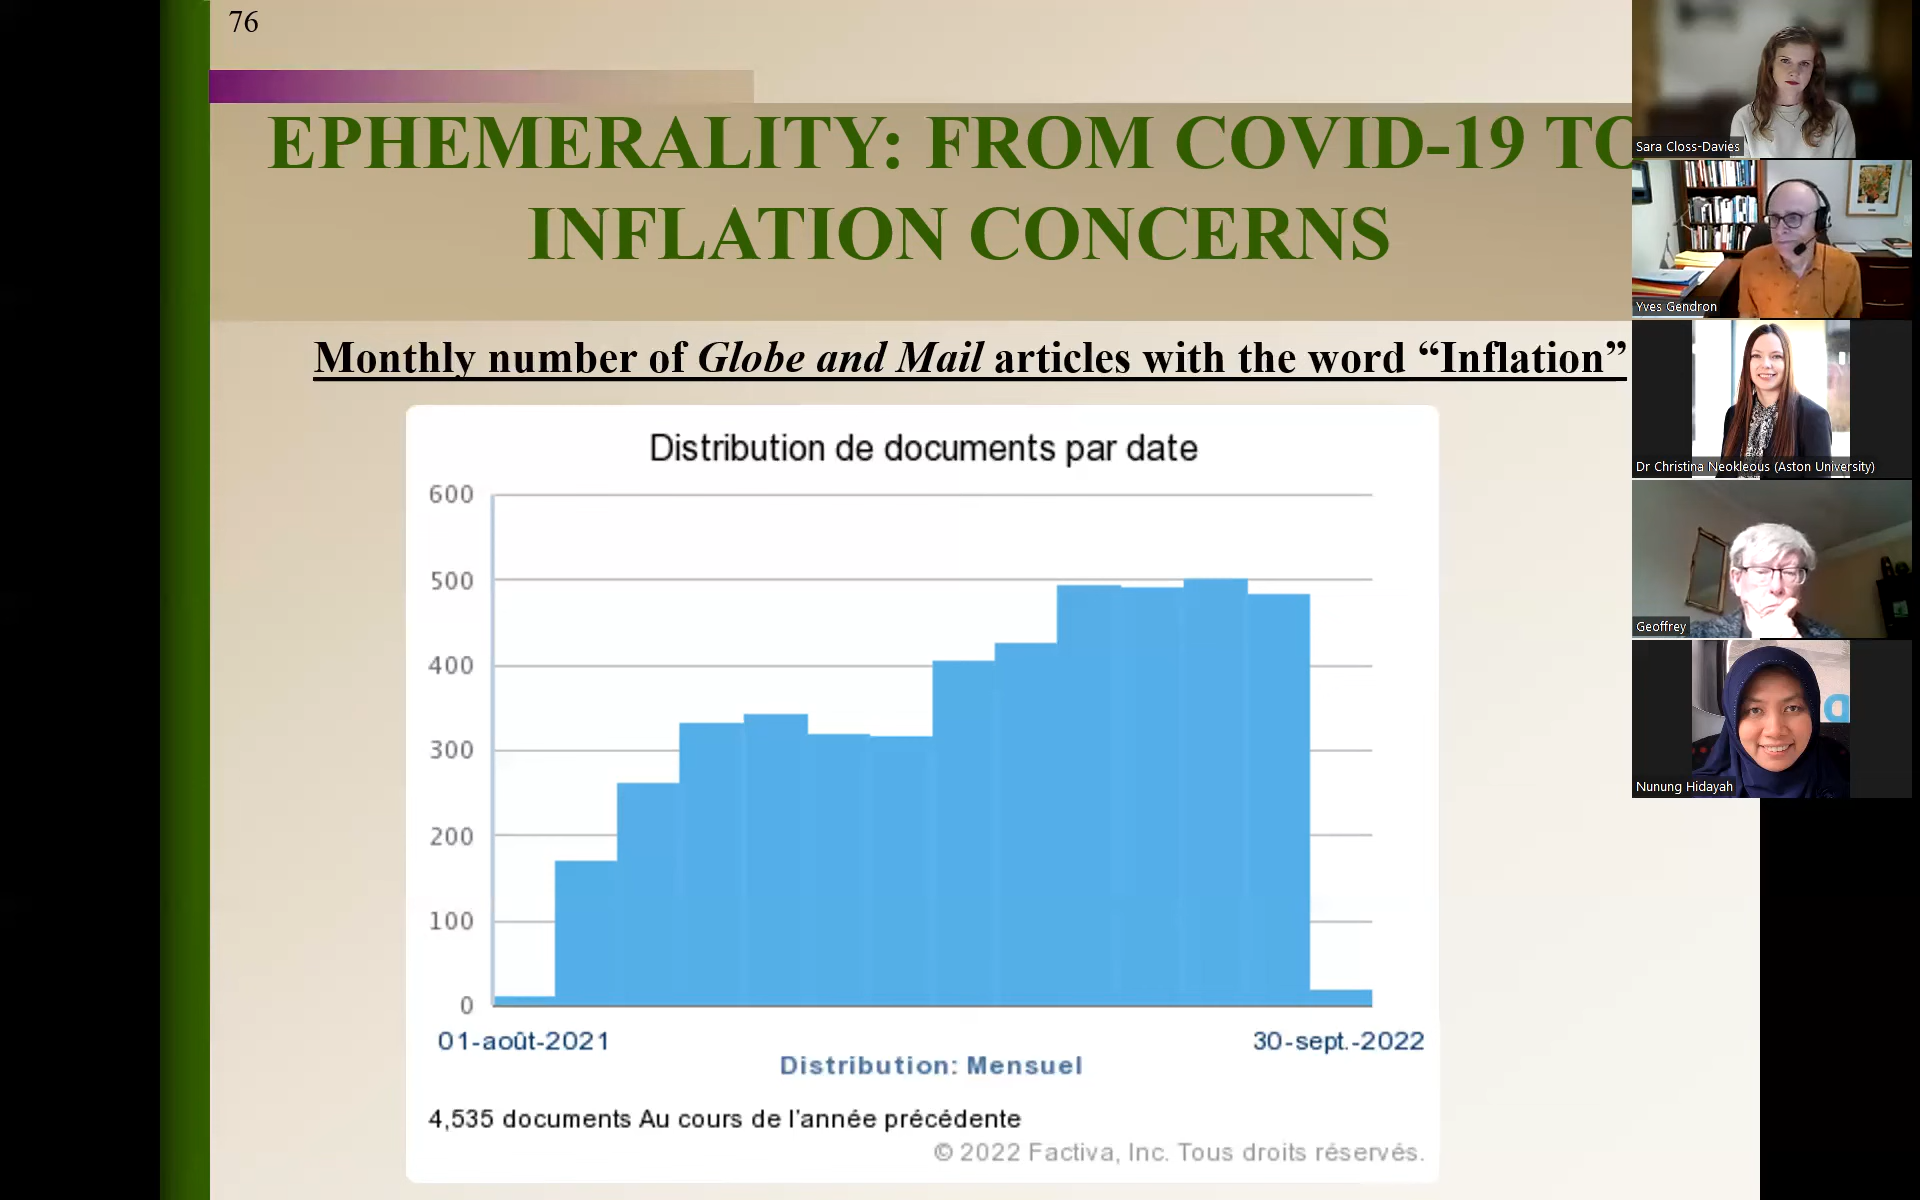 76
EPHEMERALITY: FROM COVID-19 TO
INFLATION CONCERNS
Monthly number of Globe and Mail articles with the word “Inflation”
Distribution de documents par date
600
500
400
300
200
100
0
01-août-2021
30-sept.-2022
Distribution: Mensuel
4,535 documents Au cours de l'année précédente
© 2022 Factiva, Inc. Tous droits réservés.
Sara Closs-Davies
Yves Gendron
Dr Christina Neokleous (Aston University)
Geoffrey
Nunung Hidayah